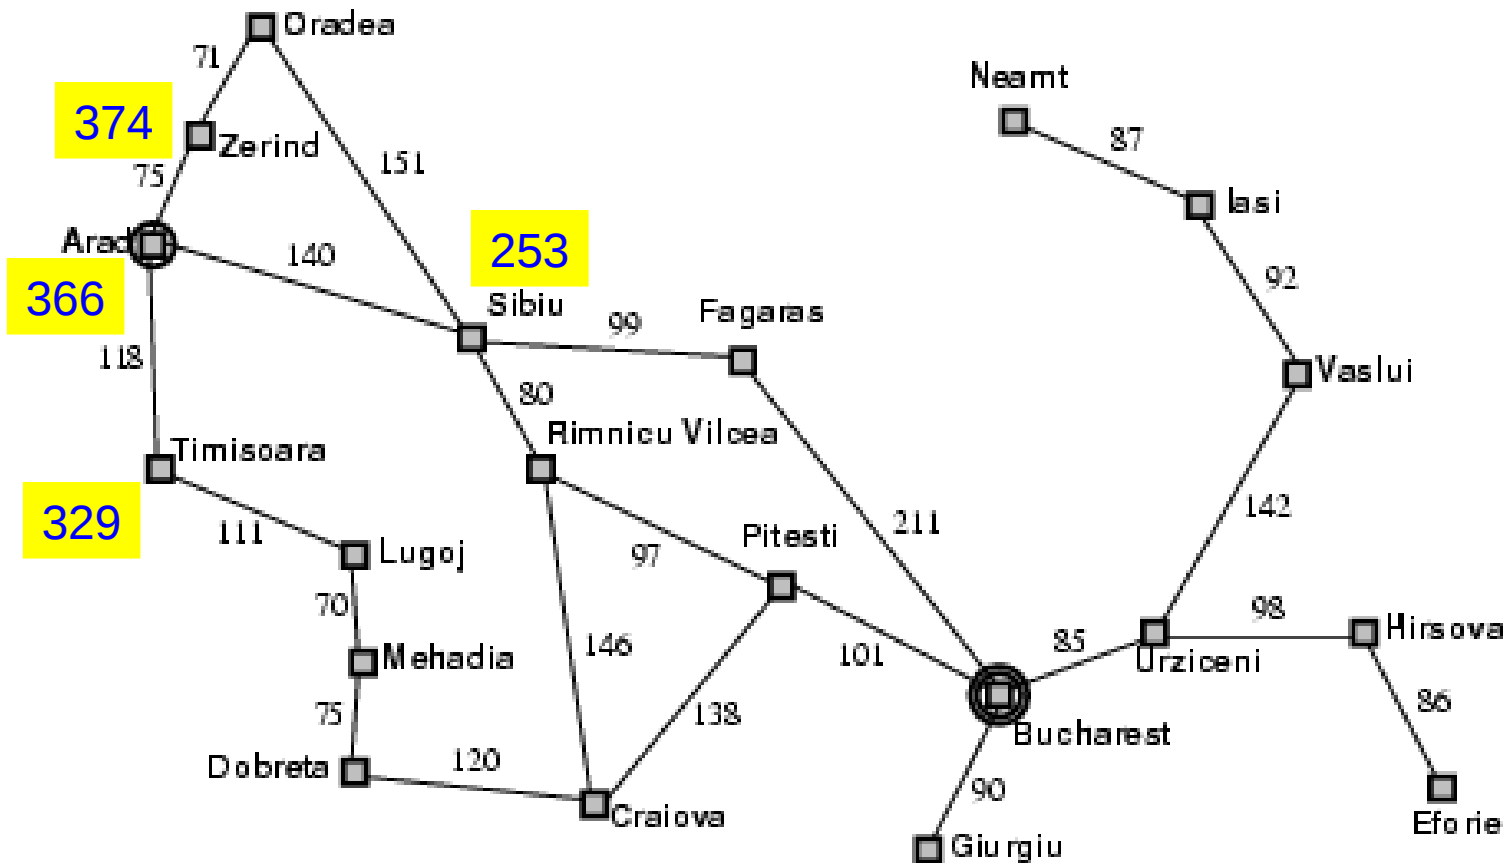 Oradea
71
Neamt
374
Zerind
87
151
75
Iasi
Arad
140
253
366
Sibiu
Fagaras
99
92
118
Vaslui
80
Timisoara
Rimnicu Vilcea
329
111
211
142
Pitesti
97
Lugoj
70
98
Hirsova
146
101
85
Mehadia
Urziceni
75
138
86
Bucharest
Dobreta
120
90
Craiova
Eforie
Giurgiu